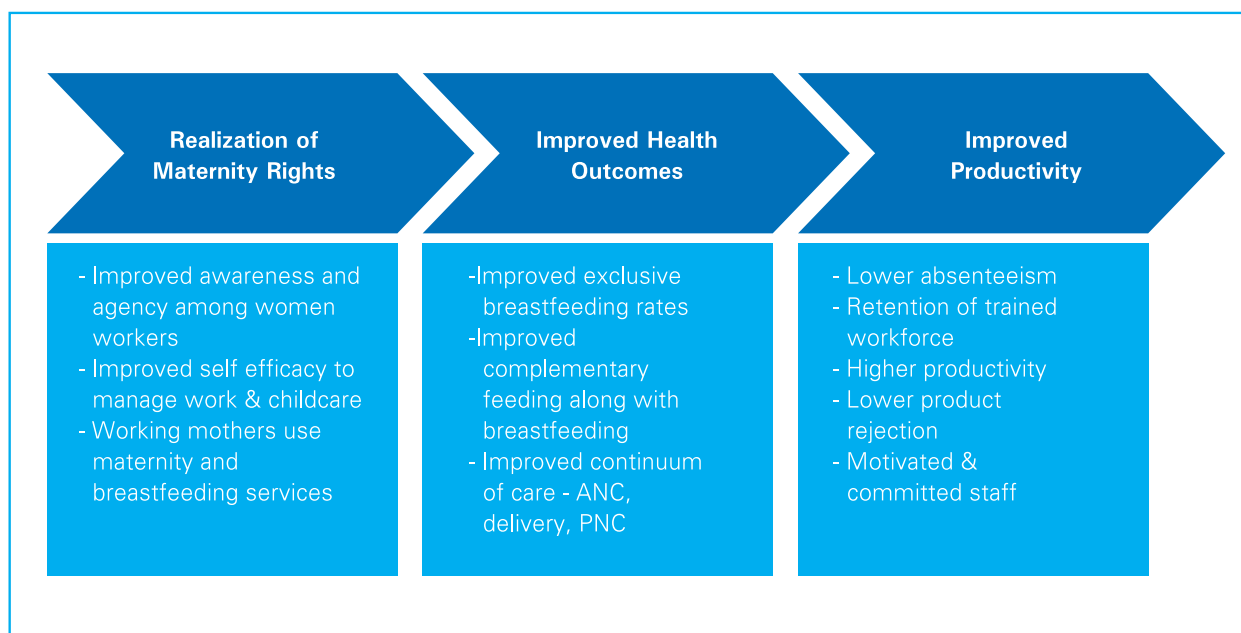 Realization of
Maternity Rights
- Improved awareness and
agency among women
workers
- Improved self efficacy to
manage work & childcare
- Working mothers use
maternity and
breastfeeding services
Improved Health
Outcomes
-Improved exclusive
breastfeeding rates
-Improved
complementary
feeding along with
breastfeeding
- Improved continuum
of care - ANC,
delivery, PNC
Improved
Productivity
- Lower absenteeism
- Retention of trained
workforce
- Higher productivity
- Lower product
rejection
- Motivated &
committed staff